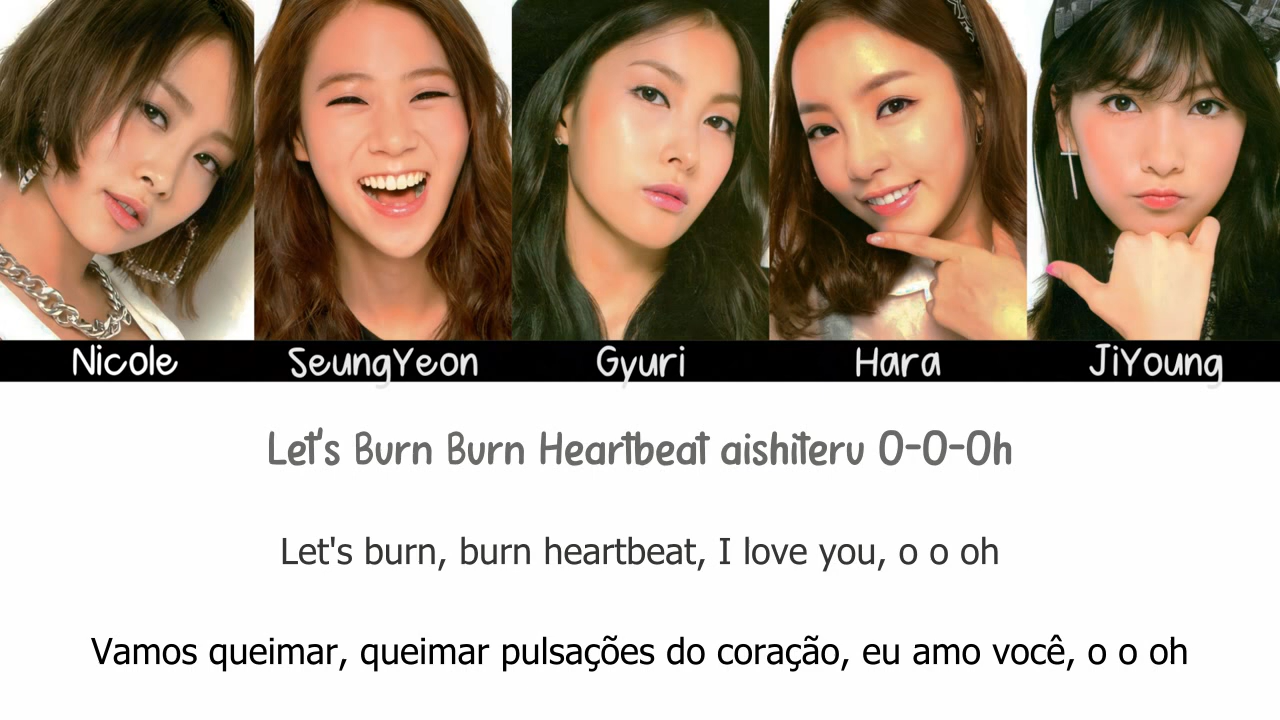 Nicole SeungYeon Gyuri Hara JiYoung
Let's Burn Burn Heartbeat aishiteru O-O-Oh
Let's burn, burn heartbeat, I love you, o o oh
Vamos queimar, queimar pulsações do coração, eu amo você, o o oh